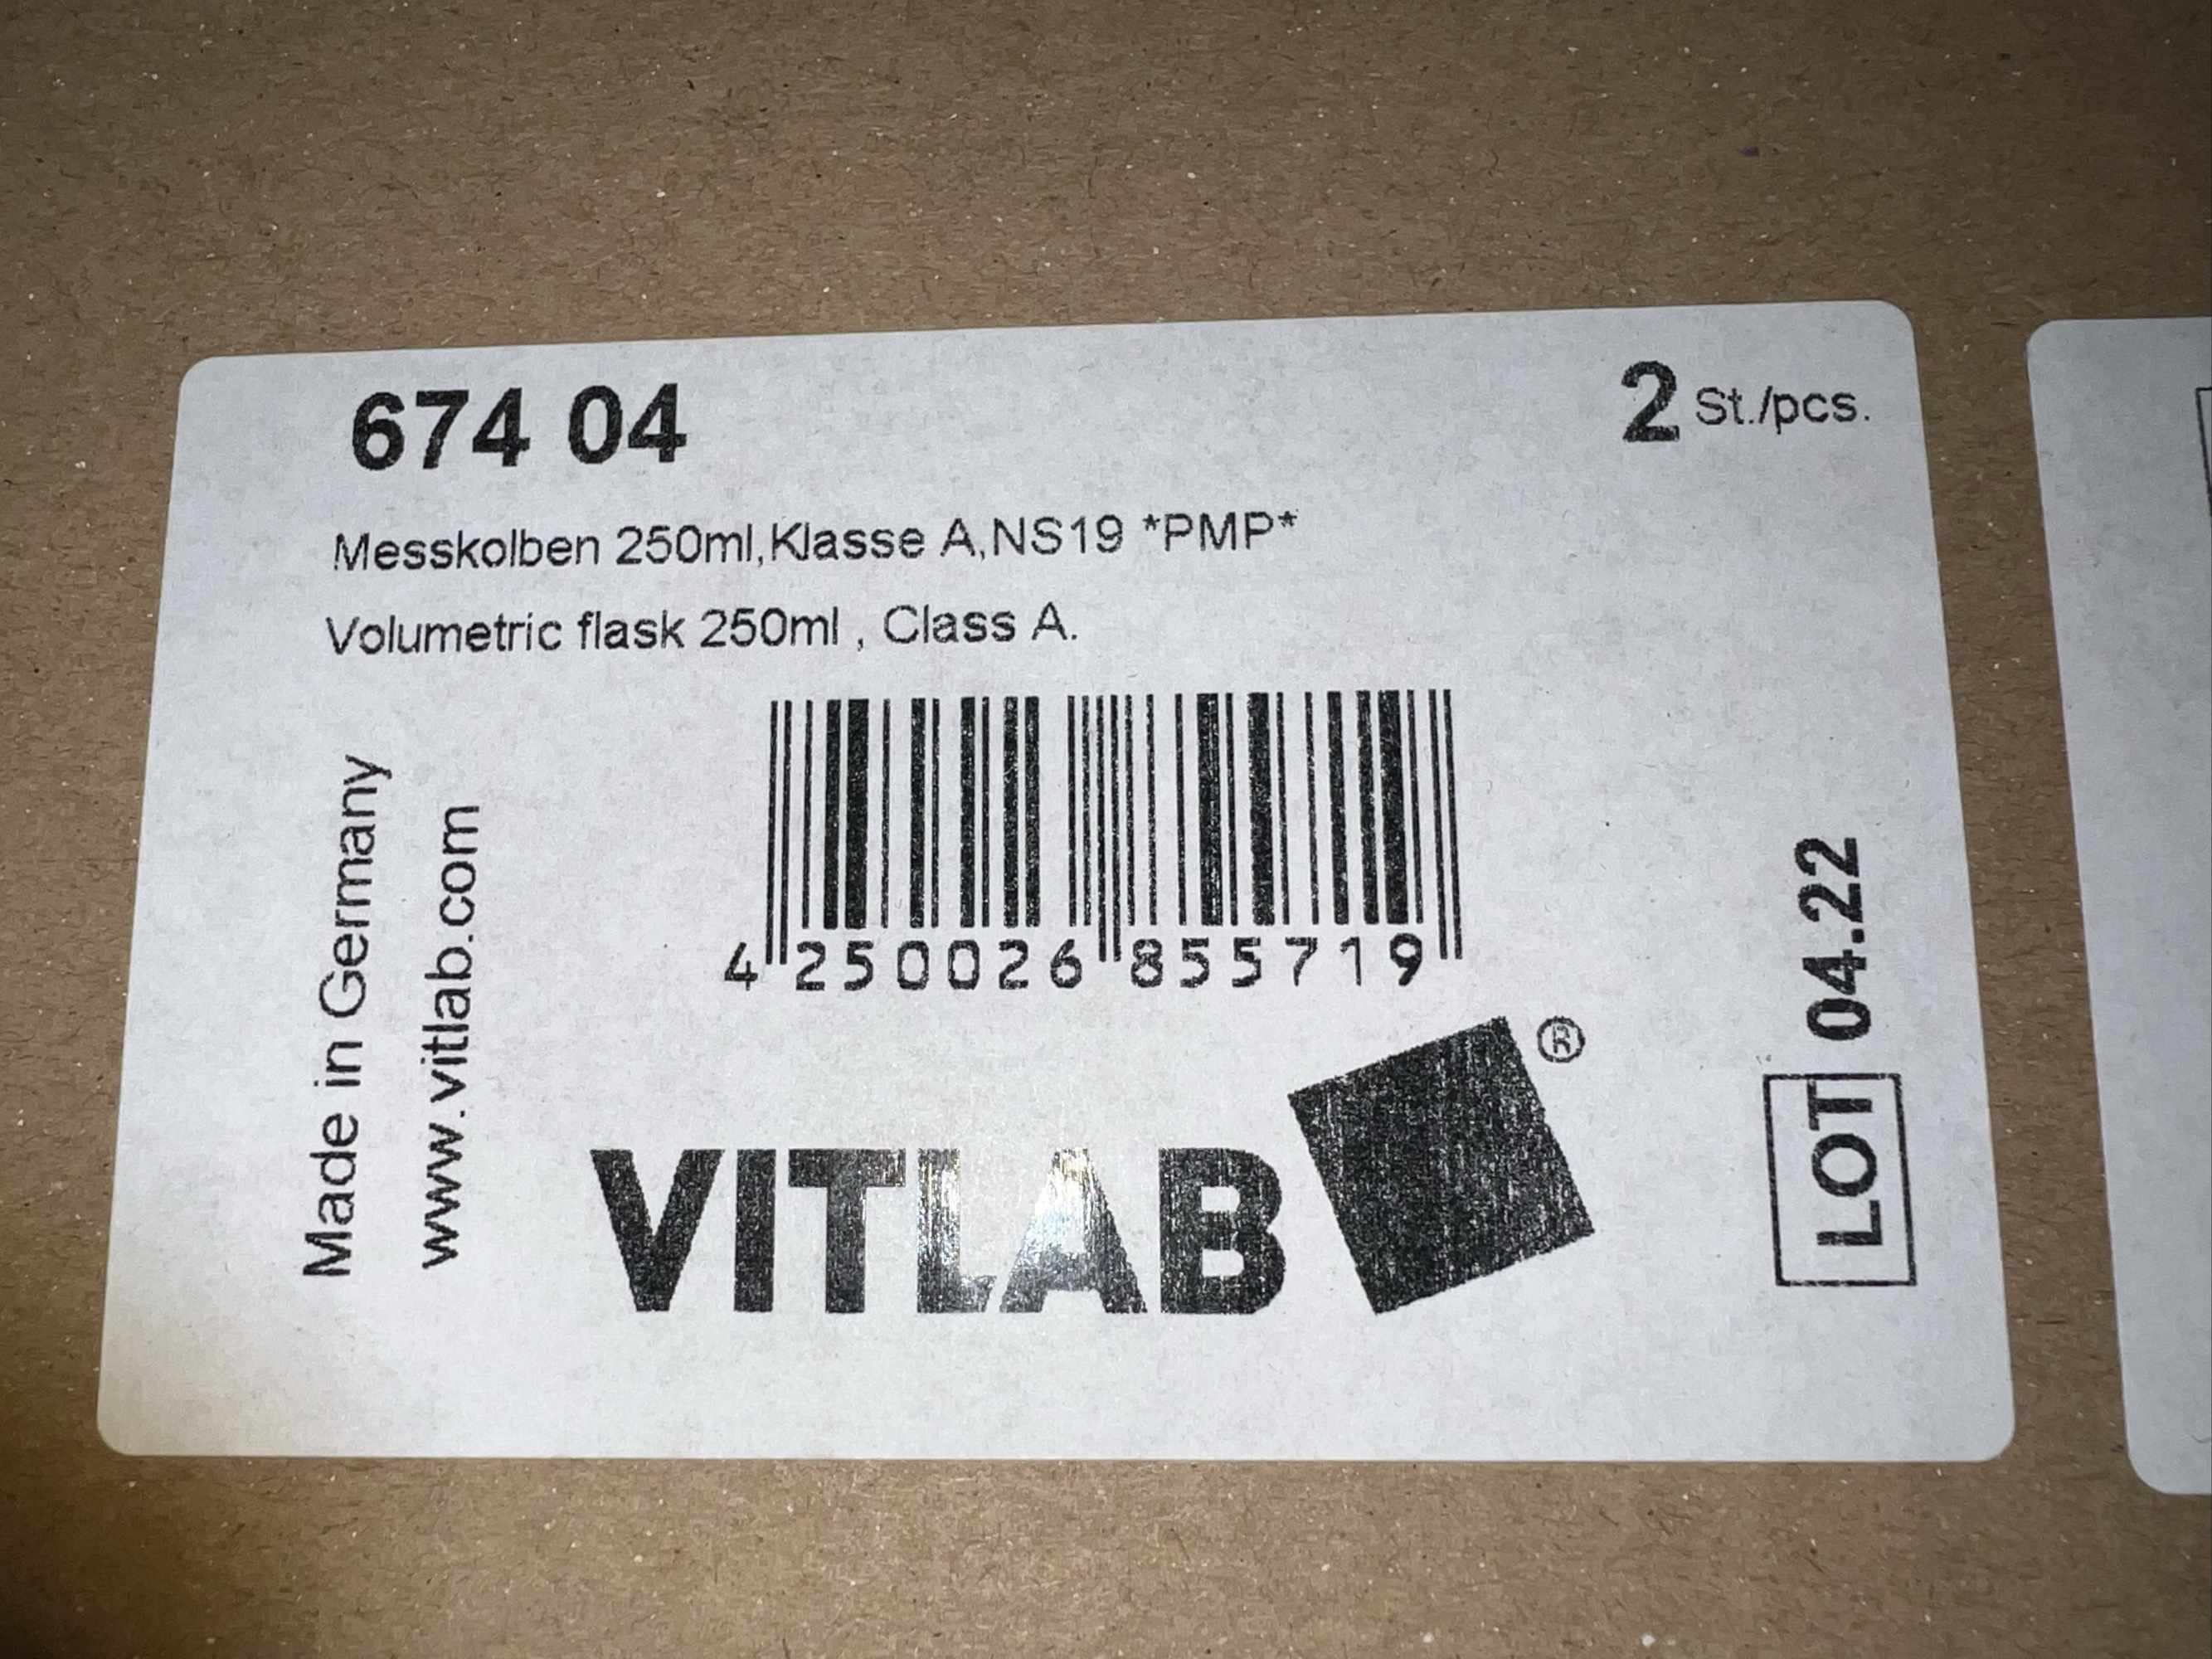 674 04
2 St./pcs.
Messkolben 250ml,Klasse A,NS19 *PMP*
Volumetric flask 250ml , Class A.
Made in Germany
www.vitlab.com
4 250026 855719
VITLAB ®
LOT 04.22